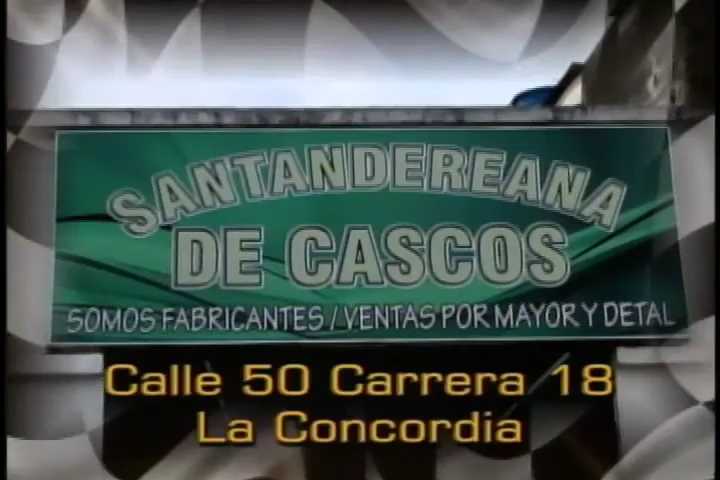 SANTANDEREANA
DE CASCOS
SOMOS FABRICANTES / VENTAS POR MAYOR Y DETAL
Calle 50 Carrera 18
La Concordia